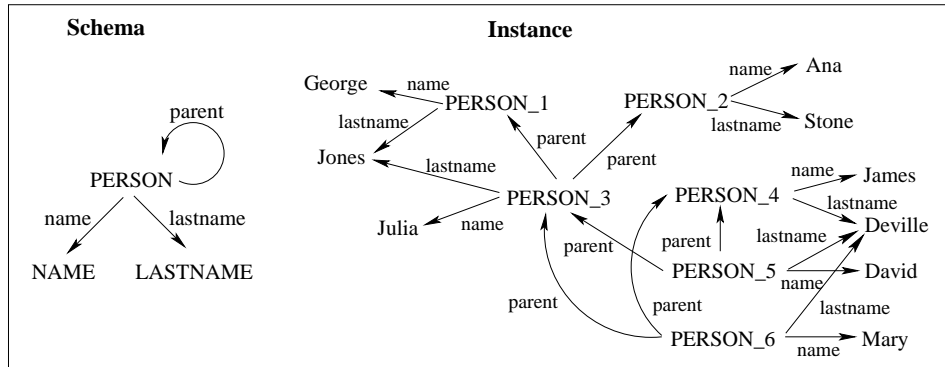 Schema
Instance
parent
PERSON
name
lastname
NAME
LASTNAME
George
name
PERSON_1
lastname
Jones
parent
PERSON_2
name
Ana
lastname
Stone
parent
lastname
PERSON_3
Julia
name
PERSON_4
name
James
lastname
Deville
parent
parent
lastname
PERSON_5
name
David
parent
parent
lastname
PERSON_6
name
Mary